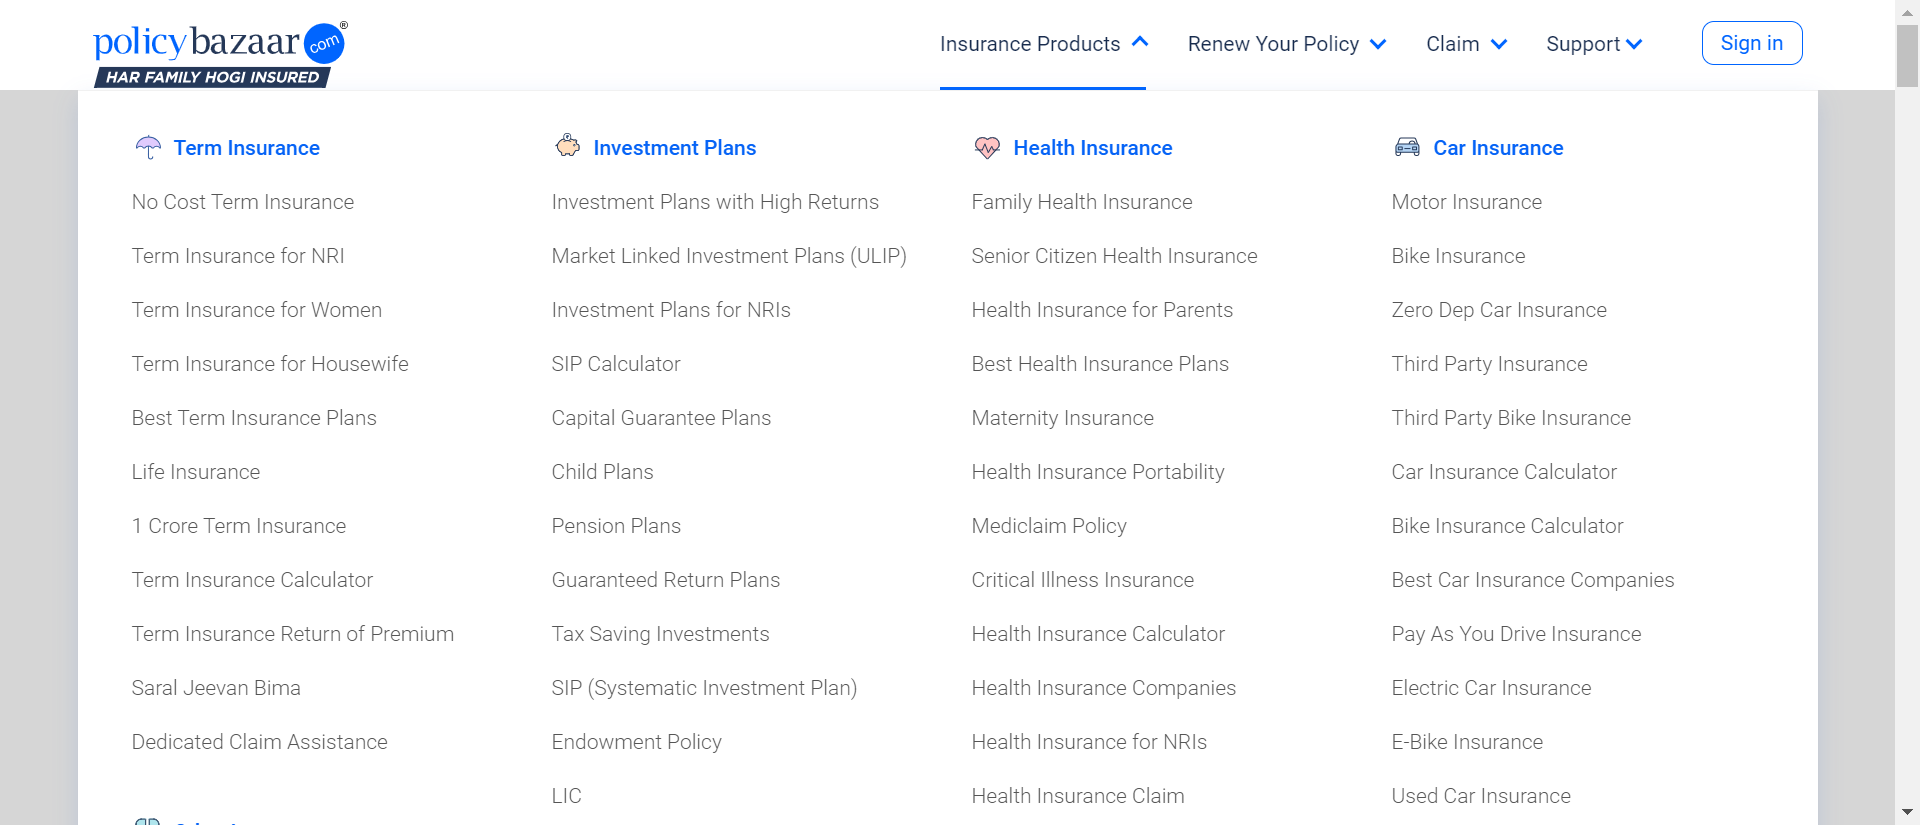 policybazaar com ®
HAR FAMILY HOGI INSURED
Insurance Products
Renew Your Policy
Claim
Support
Sign in
Term Insurance
No Cost Term Insurance
Term Insurance for NRI
Term Insurance for Women
Term Insurance for Housewife
Best Term Insurance Plans
Life Insurance
1 Crore Term Insurance
Term Insurance Calculator
Term Insurance Return of Premium
Saral Jeevan Bima
Dedicated Claim Assistance
Investment Plans
Investment Plans with High Returns
Market Linked Investment Plans (ULIP)
Investment Plans for NRIs
SIP Calculator
Capital Guarantee Plans
Child Plans
Pension Plans
Guaranteed Return Plans
Tax Saving Investments
SIP (Systematic Investment Plan)
Endowment Policy
LIC
Health Insurance
Family Health Insurance
Senior Citizen Health Insurance
Health Insurance for Parents
Best Health Insurance Plans
Maternity Insurance
Health Insurance Portability
Mediclaim Policy
Critical Illness Insurance
Health Insurance Calculator
Health Insurance Companies
Health Insurance for NRIs
Health Insurance Claim
Car Insurance
Motor Insurance
Bike Insurance
Zero Dep Car Insurance
Third Party Insurance
Third Party Bike Insurance
Car Insurance Calculator
Bike Insurance Calculator
Best Car Insurance Companies
Pay As You Drive Insurance
Electric Car Insurance
E-Bike Insurance
Used Car Insurance